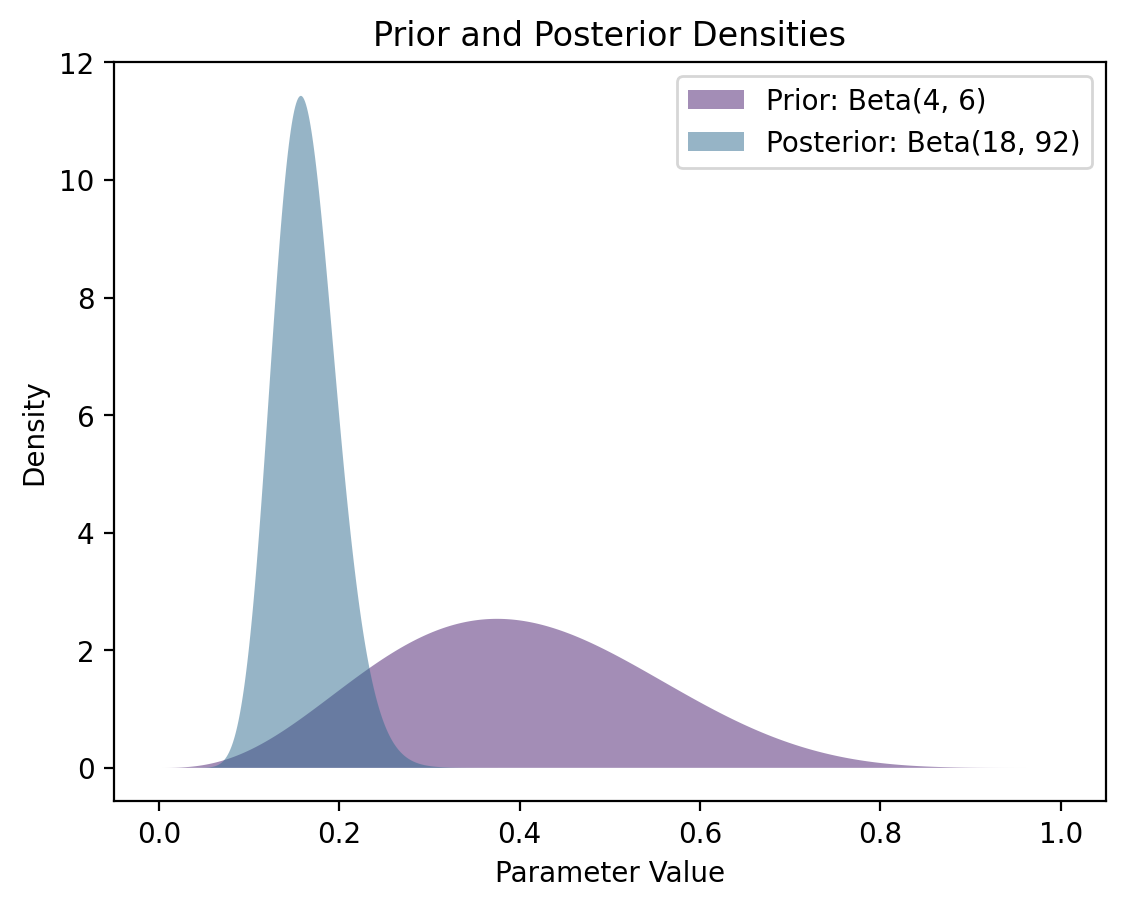 Prior and Posterior Densities
Prior: Beta(4, 6)
Posterior: Beta(18, 92)
12
10
8
6
4
2
0
Density
0.0 0.2 0.4 0.6 0.8 1.0
Parameter Value